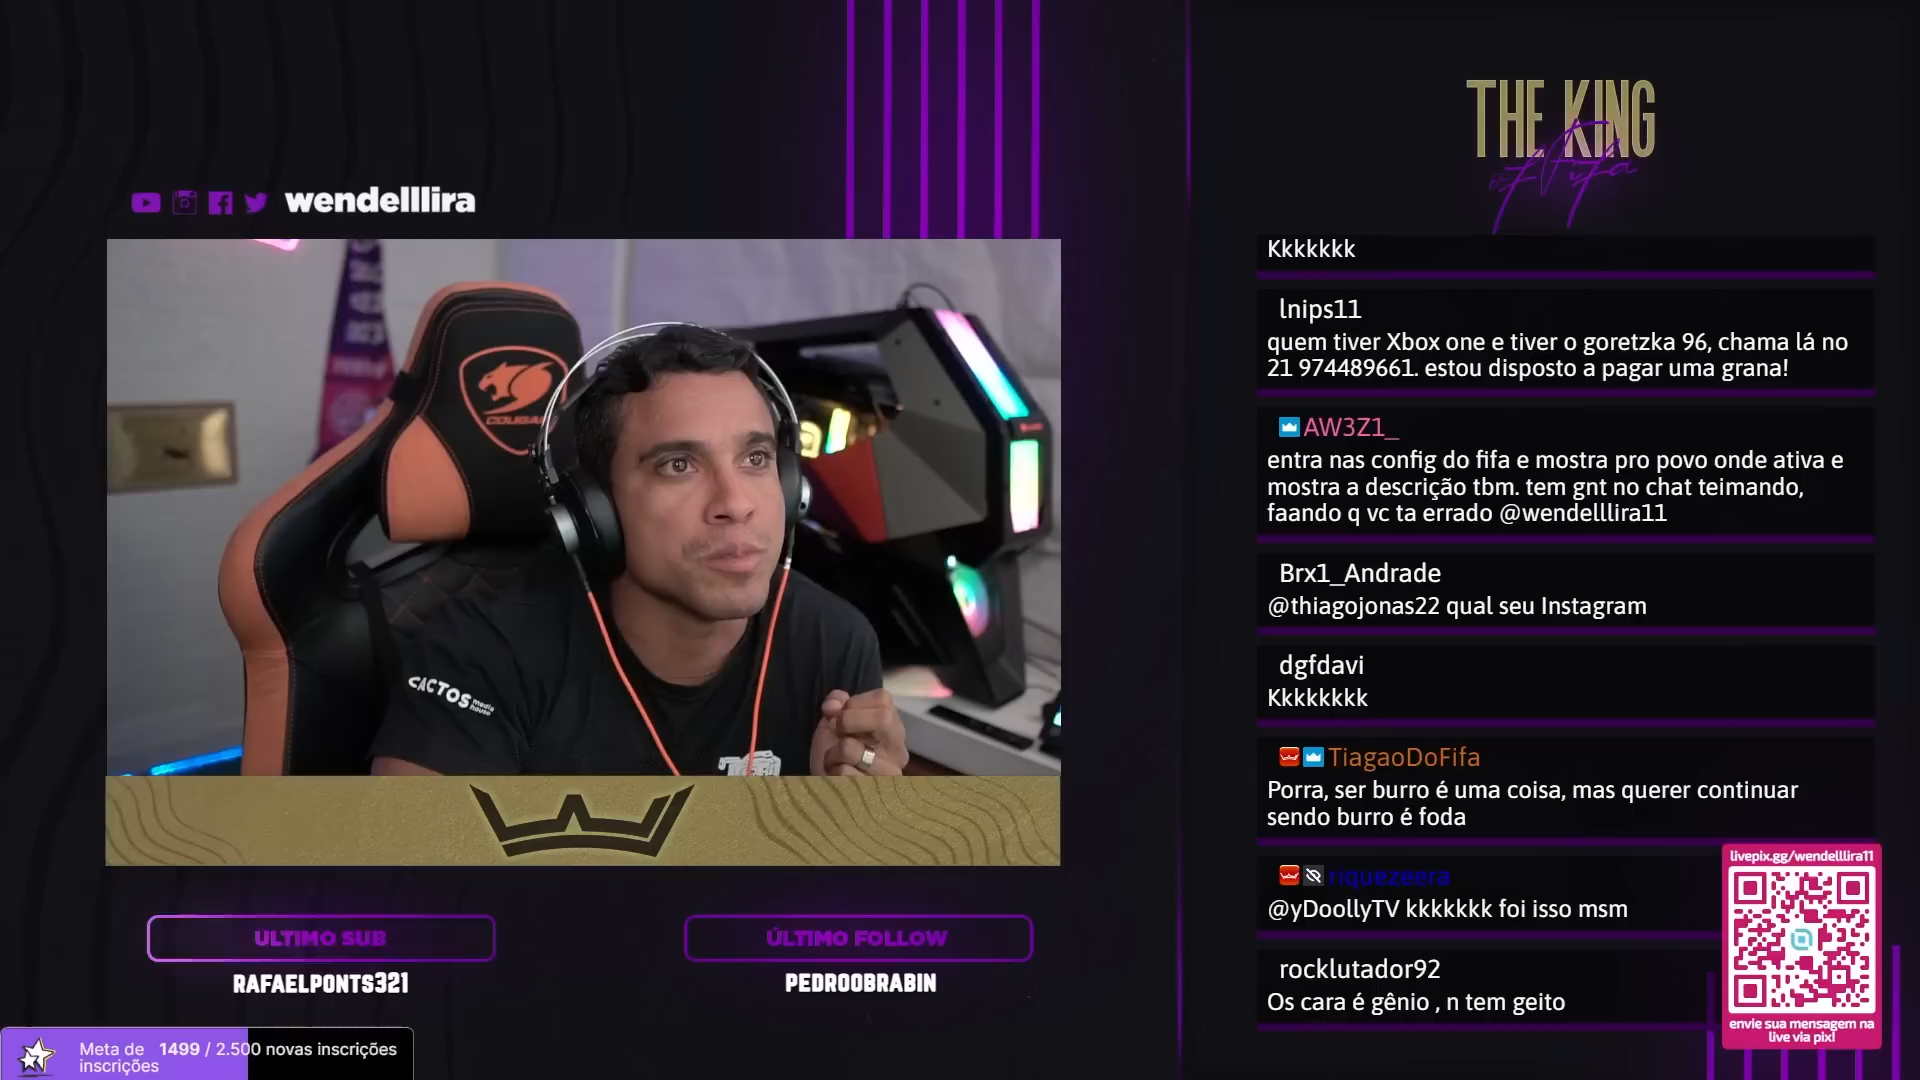 wendelllira
THE KING
of Fifa
COUGAR
CACTOS
media
house
ULTIMO SUB
RAFAELPONTS321
ÚLTIMO FOLLOW
PEDROOBRABIN
Meta de
inscrições
1499 / 2.500 novas inscrições
Kkkkkkk
lnips11
quem tiver Xbox one e tiver o goretzka 96, chama lá no
21 974489661. estou disposto a pagar uma grana!
AW3Z1_
entra nas config do fifa e mostra pro povo onde ativa e
mostra a descrição tbm. tem gnt no chat teimando,
faando q vc ta errado @wendelllira11
Brx1_Andrade
@thiagojonas22 qual seu Instagram
dgfdavi
Kkkkkkkk
TiagaoDoFifa
Porra, ser burro é uma coisa, mas querer continuar
sendo burro é foda
riquezeera
@yDoollyTV kkkkkkk foi isso msm
rocklutador92
Os cara é gênio , n tem geito
livepix.gg/wendelllira11
envie sua mensagem na
live via pix!